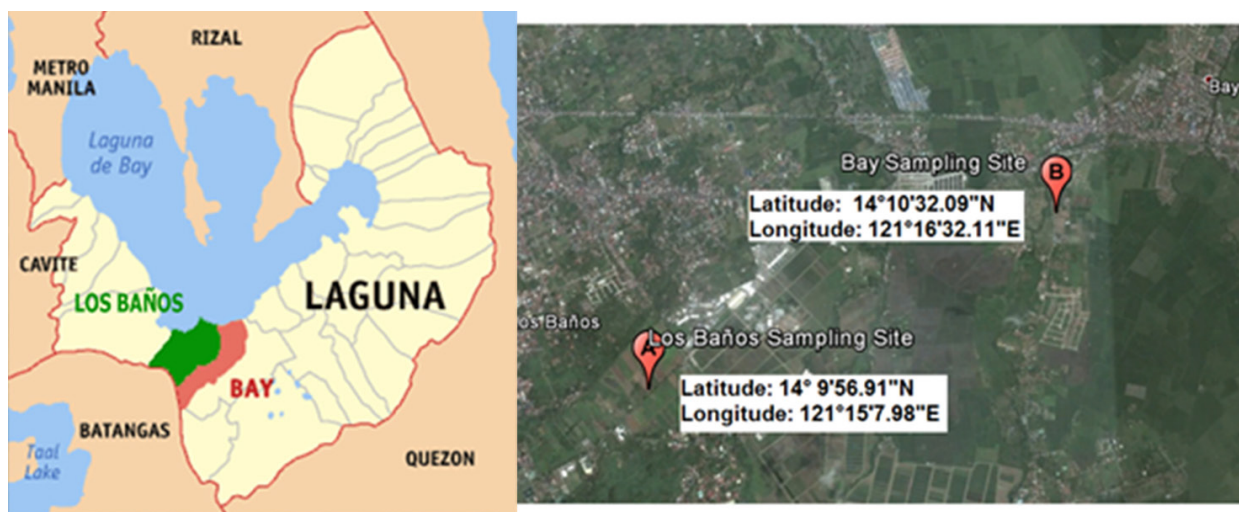 RIZAL
METRO
MANILA
Laguna
de Bay
CAVITE
LOS BAÑOS
LAGUNA
BAY
BATANGAS
Taal
Lake
QUEZON
Bay
Bay Sampling Site
B
Latitude: 14°10'32.09"N
Longitude: 121°16'32.11"E
os Baños
A
Los Baños Sampling Site
Latitude: 14° 9'56.91"N
Longitude: 121°15'7.98"E